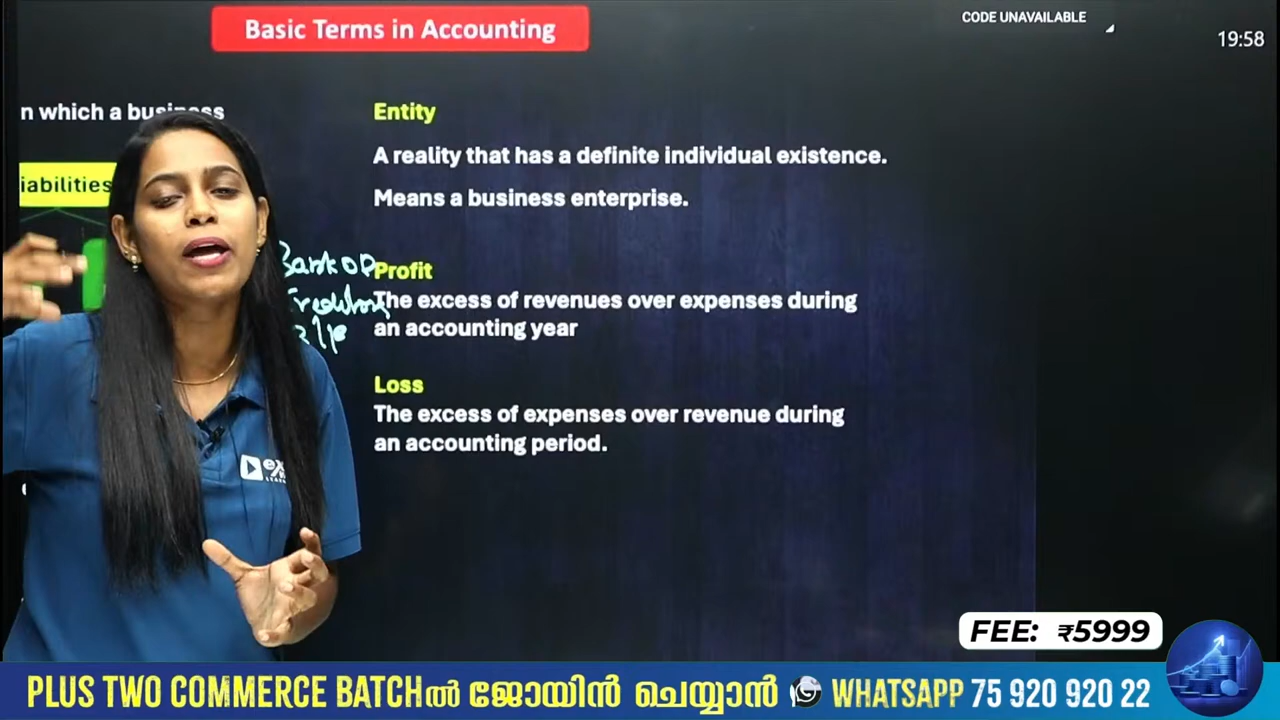 Basic Terms in Accounting
CODE UNAVAILABLE
19:58
n which a business
iabilities
Entity
A reality that has a definite individual existence.
Means a business enterprise.
Bank OD
Profit
The excess of revenues over expenses during
an accounting year
Loss
The excess of expenses over revenue during
an accounting period.
FEE: ₹5999
PLUS TWO COMMERCE BATCHൽ ജോയിൻ ചെയ്യാൻ WHATSAPP 75 920 920 22